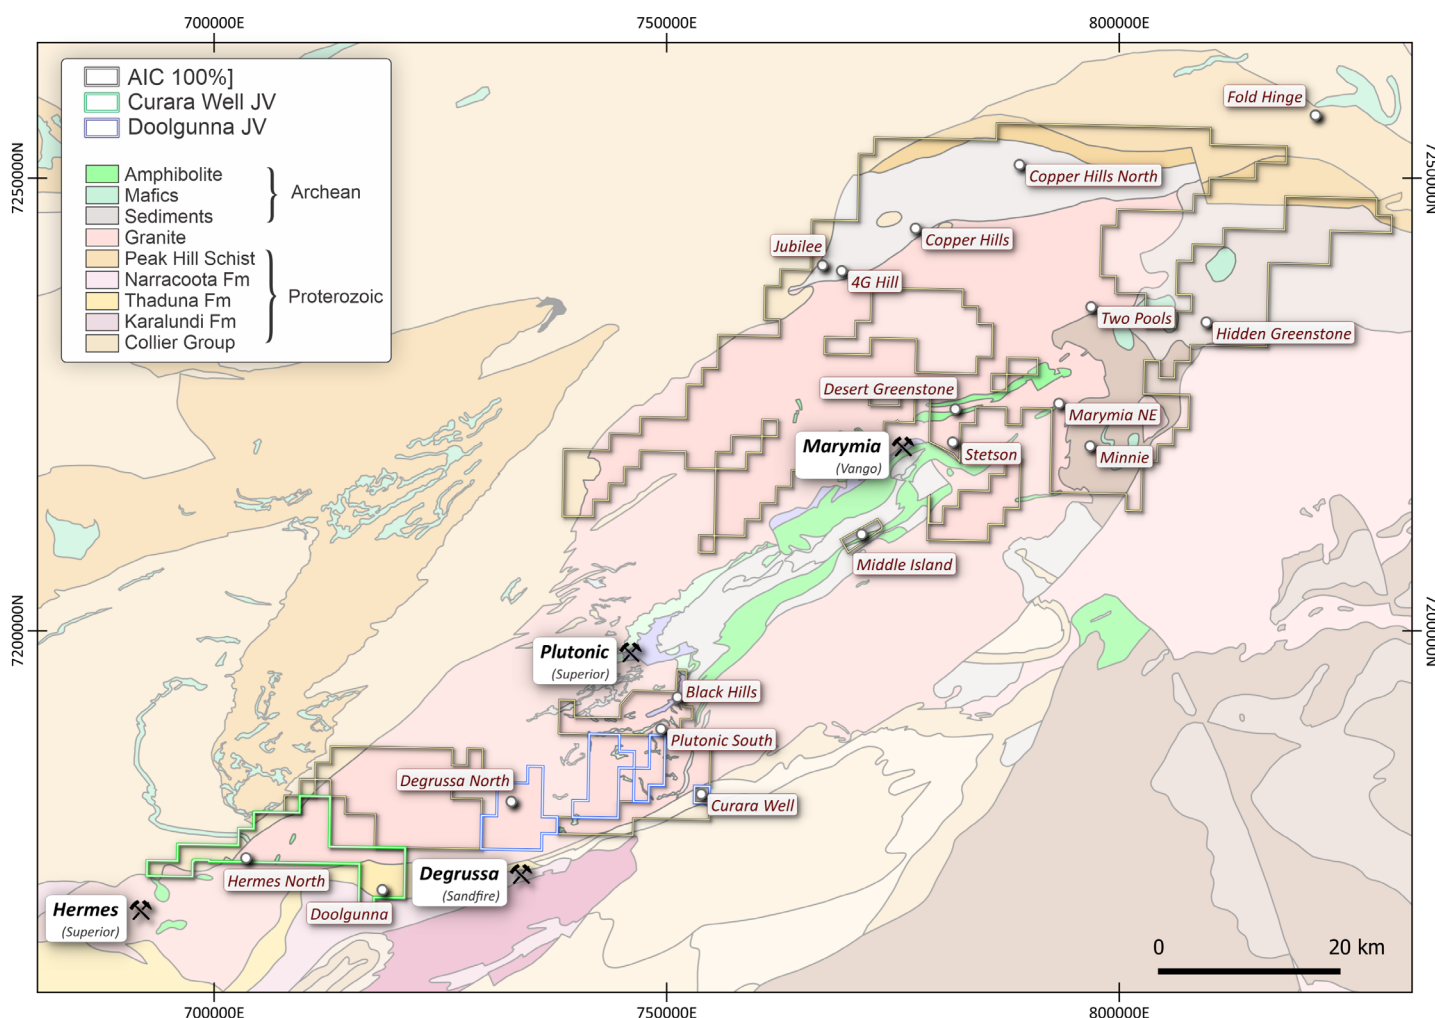 700000E
750000E
800000E
AIC 100%]
Curara Well JV
Doolgunna JV
Amphibolite
Mafics
Archean
Sediments
Granite
Peak Hill Schist
Narracoota Fm
Thaduna Fm
Proterozoic
Karalundi Fm
Collier Group
7250000N
7250000N
7200000N
7200000N
Fold Hinge
Copper Hills North
Copper Hills
Jubilee
4G Hill
Two Pools
Hidden Greenstone
Desert Greenstone
Marymia NE
Marymia
(Vango)
Stetson
Minnie
Middle Island
Plutonic
(Superior)
Black Hills
Plutonic South
Degrussa North
Curara Well
Hermes North
Degrussa
(Sandfire)
Doolgunna
Hermes
(Superior)
0
20 km
700000E
750000E
800000E